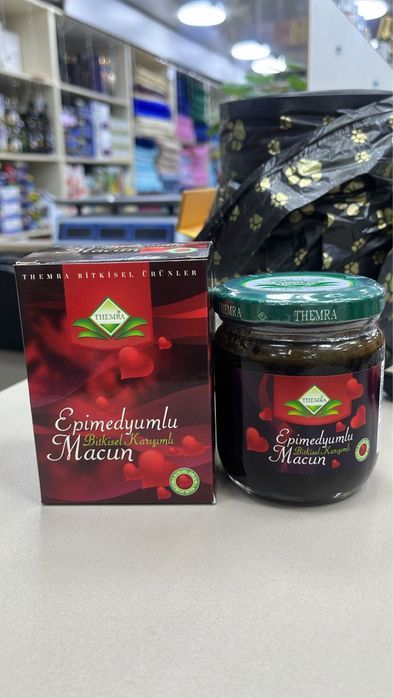 THEMRA BİTKİSEL ÜRÜNLER
THEMRA
Epimedyumlu
Bitkisel Karışımlı
Macun
THEMRA
THEMRA
Epimedyumlu
Bitkisel Karışımlı
Macun